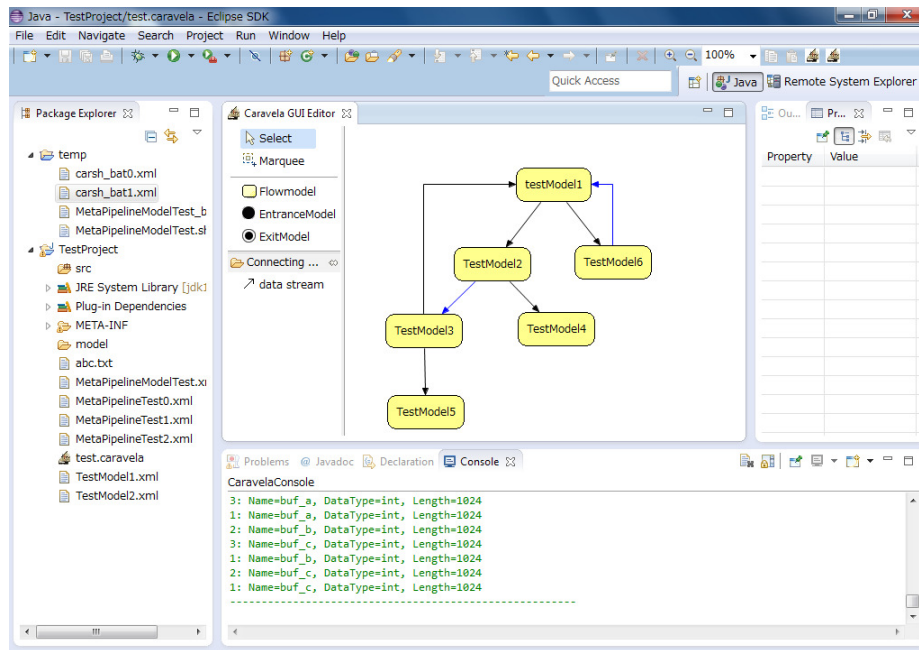 Java - TestProject/test.caravela - Eclipse SDK
File Edit Navigate Search Project Run Window Help
100%
Quick Access
Java
Remote System Explorer
Package Explorer
temp
carsh_bat0.xml
carsh_bat1.xml
MetaPipelineModelTest_b
MetaPipelineModelTest.sh
TestProject
src
JRE System Library [jdk1
Plug-in Dependencies
META-INF
model
abc.txt
MetaPipelineModelTest.xi
MetaPipelineTest0.xml
MetaPipelineTest1.xml
MetaPipelineTest2.xml
test.caravela
TestModel1.xml
TestModel2.xml
Caravela GUI Editor
Select
Marquee
Flowmodel
EntranceModel
ExitModel
Connecting ...
data stream
testModel1
TestModel2
TestModel6
TestModel3
TestModel4
TestModel5
Ou...
Pr...
Property Value
Problems @ Javadoc Declaration Console
CaravelaConsole
3: Name=buf_a, DataType=int, Length=1024
1: Name=buf_a, DataType=int, Length=1024
2: Name=buf_b, DataType=int, Length=1024
3: Name=buf_c, DataType=int, Length=1024
1: Name=buf_b, DataType=int, Length=1024
2: Name=buf_c, DataType=int, Length=1024
1: Name=buf_c, DataType=int, Length=1024
------------------------------------------------------